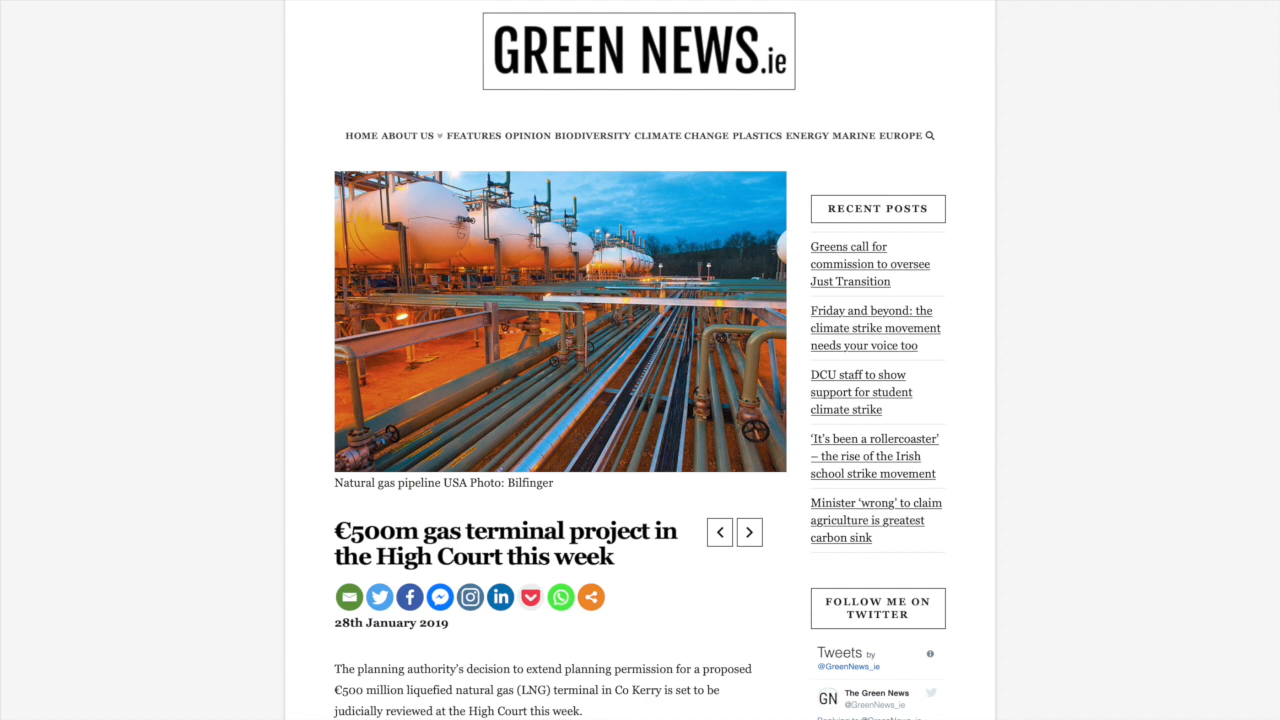 GREEN NEWS.ie
HOME ABOUT US FEATURES OPINION BIODIVERSITY CLIMATE CHANGE PLASTICS ENERGY MARINE EUROPE
Natural gas pipeline USA Photo: Bilfinger
€500m gas terminal project in
the High Court this week
28th January 2019
The planning authority's decision to extend planning permission for a proposed
€500 million liquefied natural gas (LNG) terminal in Co Kerry is set to be
judicially reviewed at the High Court this week.
RECENT POSTS
Greens call for
commission to oversee
Just Transition
Friday and beyond: the
climate strike movement
needs your voice too
DCU staff to show
support for student
climate strike
‘It’s been a rollercoaster’
– the rise of the Irish
school strike movement
Minister ‘wrong’ to claim
agriculture is greatest
carbon sink
FOLLOW ME ON
TWITTER
Tweets by
@GreenNews_ie
GN The Green News
@GreenNews_ie